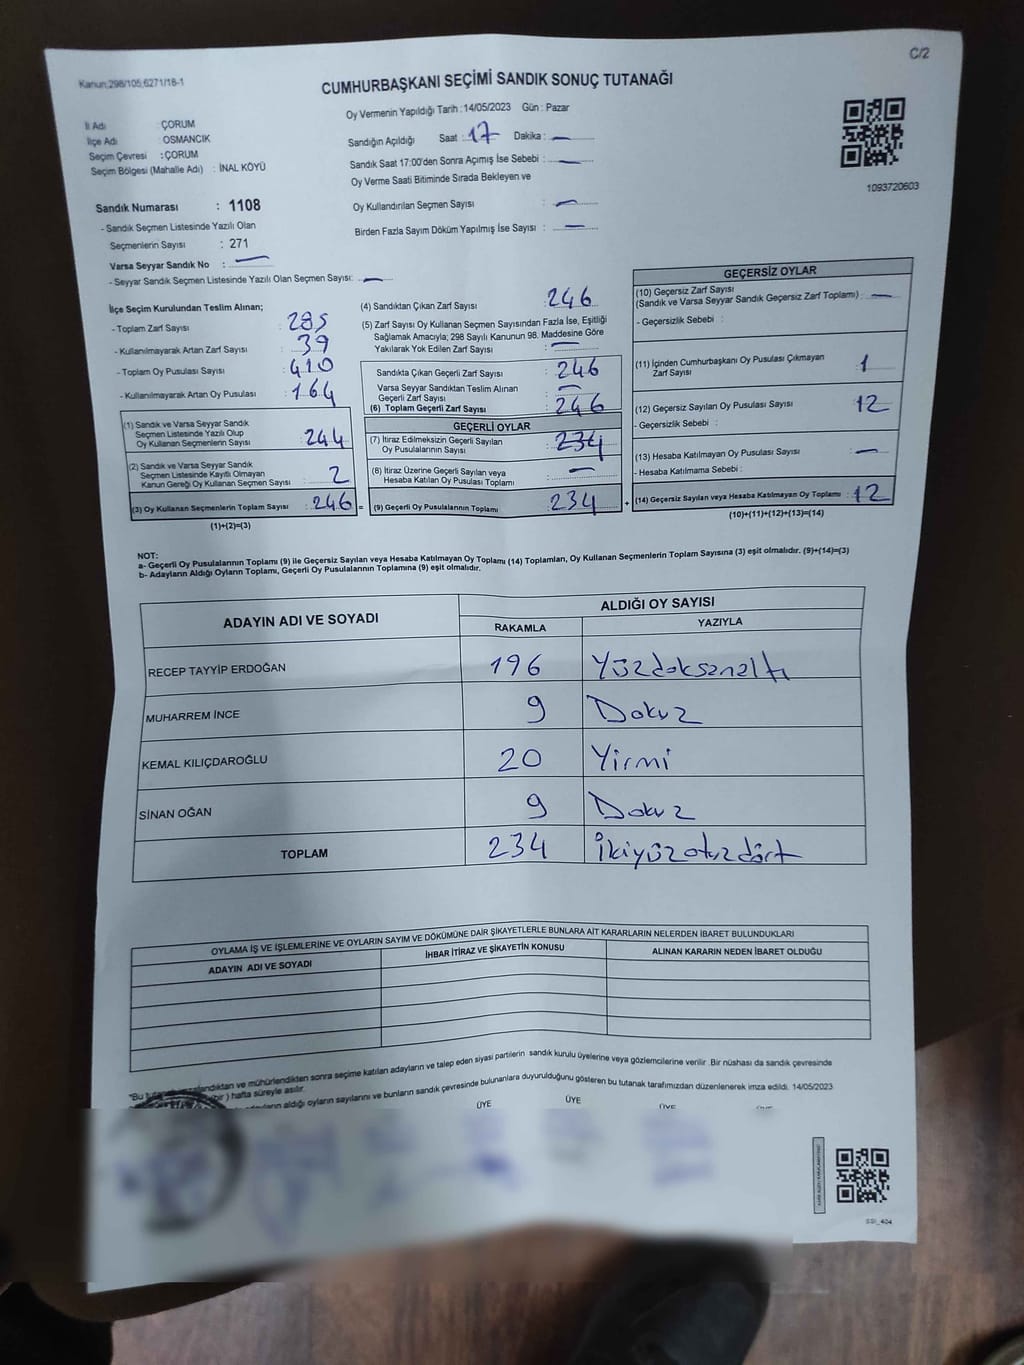 C/2
Kanun;298/105;6271/18-1
CUMHURBAŞKANI SEÇİMİ SANDIK SONUÇ TUTANAĞI
Oy Vermenin Yapıldığı Tarih : 14/05/2023 Gün : Pazar
İl Adı : ÇORUM
İlçe Adı : OSMANCIK
Seçim Çevresi : ÇORUM
Seçim Bölgesi (Mahalle Adı) : İNAL KÖYÜ
Sandık Numarası : 1108
- Sandık Seçmen Listesinde Yazılı Olan
Seçmenlerin Sayısı : 271
Varsa Seyyar Sandık No : —
- Seyyar Sandık Seçmen Listesinde Yazılı Olan Seçmen Sayısı: —
Sandığın Açıldığı Saat : 17 Dakika : —
Sandık Saat 17:00'den Sonra Açımış İse Sebebi : —
Oy Verme Saati Bitiminde Sırada Bekleyen ve
Oy Kullandırılan Seçmen Sayısı : —
Birden Fazla Sayım Döküm Yapılmış İse Sayısı : —
1093720603
İlçe Seçim Kurulundan Teslim Alınan;
- Toplam Zarf Sayısı : 285
- Kullanılmayarak Artan Zarf Sayısı : 39
- Toplam Oy Pusulası Sayısı : 410
- Kullanılmayarak Artan Oy Pusulası : 164
(1) Sandık ve Varsa Seyyar Sandık
Seçmen Listesinde Yazılı Olup
Oy Kullanan Seçmenlerin Sayısı : 244
(2) Sandık ve Varsa Seyyar Sandık
Seçmen Listesinde Kayıtlı Olmayan
Kanun Gereği Oy Kullanan Seçmen Sayısı : 2
(3) Oy Kullanan Seçmenlerin Toplam Sayısı : 246 =
(1)+(2)=(3)
(4) Sandıktan Çıkan Zarf Sayısı : 246
(5) Zarf Sayısı Oy Kullanan Seçmen Sayısından Fazla İse, Eşitliği
Sağlamak Amacıyla; 298 Sayılı Kanunun 98. Maddesine Göre
Yakılarak Yok Edilen Zarf Sayısı : —
Sandıkta Çıkan Geçerli Zarf Sayısı : 246
Varsa Seyyar Sandıktan Teslim Alınan
Geçerli Zarf Sayısı : —
(6) Toplam Geçerli Zarf Sayısı : 246
GEÇERLİ OYLAR
(7) İtiraz Edilmeksizin Geçerli Sayılan
Oy Pusulasının Sayısı : 234
(8) İtiraz Üzerine Geçerli Sayılan veya
Hesaba Katılan Oy Pusulası Toplamı : —
(9) Geçerli Oy Pusulalarının Toplamı : 234 +
GEÇERSİZ OYLAR
(10) Geçersiz Zarf Sayısı
(Sandık ve Varsa Seyyar Sandık Geçersiz Zarf Toplamı) : —
- Geçersizlik Sebebi :
(11) İçinden Cumhurbaşkanı Oy Pusulası Çıkmayan
Zarf Sayısı : 1
(12) Geçersiz Sayılan Oy Pusulası Sayısı : 12
- Geçersizlik Sebebi :
(13) Hesaba Katılmayan Oy Pusulası Sayısı : —
- Hesaba Katılmama Sebebi :
(14) Geçersiz Sayılan veya Hesaba Katılmayan Oy Toplamı : 12
(10)+(11)+(12)+(13)=(14)
NOT:
a- Geçerli Oy Pusulalarının Toplamı (9) ile Geçersiz Sayılan veya Hesaba Katılmayan Oy Toplamı (14) Toplamları, Oy Kullanan Seçmenlerin Toplam Sayısına (3) eşit olmalıdır. (9)+(14)=(3)
b- Adayların Aldığı Oyların Toplamı, Geçerli Oy Pusulalarının Toplamına (9) eşit olmalıdır.
ADAYIN ADI VE SOYADI
ALDIĞI OY SAYISI
RAKAMLA YAZIYLA
RECEP TAYYİP ERDOĞAN 196 Yüzdoksanaltı
MUHARREM İNCE 9 Dokuz
KEMAL KILIÇDAROĞLU 20 Yirmi
SİNAN OĞAN 9 Dokuz
TOPLAM 234 İkiyüzotuzdört
OYLAMA İŞ VE İŞLEMLERİNE VE OYLARIN SAYIM VE DÖKÜMÜNE DAİR ŞİKAYETLERLE BUNLARA AİT KARARLARIN NELERDEN İBARET BULUNDUKLARI
ADAYIN ADI VE SOYADI İHBAR İTİRAZ VE ŞİKAYETİN KONUSU ALINAN KARARIN NEDEN İBARET OLDUĞU
*Bu mühürlendikten sonra seçime katılan adayların ve talep eden siyasi partilerin sandık kurulu üyelerine veya gözlemcilerine verilir .Bir nüshası da sandık çevresinde
hafta süreyle asılır.
aldığı oyların sayılarını ve bunların sandık çevresinde bulunanlara duyurulduğunu gösteren bu tutanak tarafımızdan düzenlenerek imza edildi. 14/05/2023
ÜYE ÜYE ÜYE
SSI_404